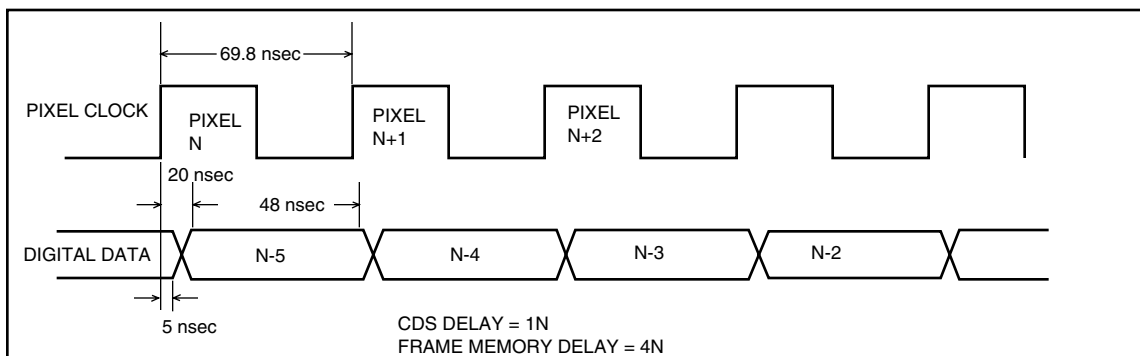 69.8 nsec
PIXEL CLOCK
PIXEL
N
PIXEL
N+1
PIXEL
N+2
20 nsec
48 nsec
DIGITAL DATA
N-5
N-4
N-3
N-2
5 nsec
CDS DELAY = 1N
FRAME MEMORY DELAY = 4N